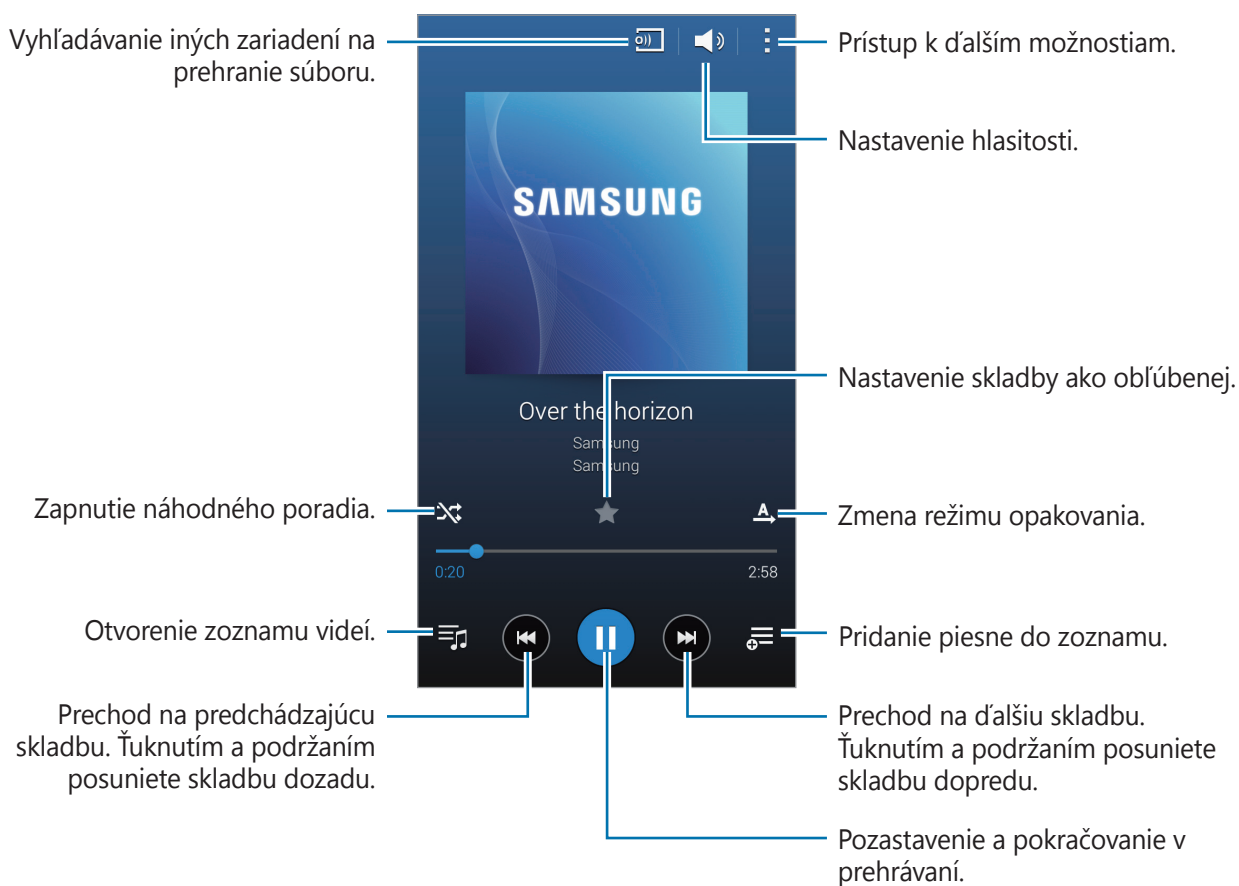 Vyhľadávanie iných zariadení na
prehranie súboru.
Prístup k ďalším možnostiam.
Nastavenie hlasitosti.
SAMSUNG
Nastavenie skladby ako obľúbenej.
Over the horizon
Samsung
Samsung
Zapnutie náhodného poradia.
A
Zmena režimu opakovania.
0:20
2:58
Otvorenie zoznamu videí.
Pridanie piesne do zoznamu.
Prechod na predchádzajúcu
skladbu. Ťuknutím a podržaním
posuniete skladbu dozadu.
Prechod na ďalšiu skladbu.
Ťuknutím a podržaním posuniete
skladbu dopredu.
Pozastavenie a pokračovanie v
prehrávaní.